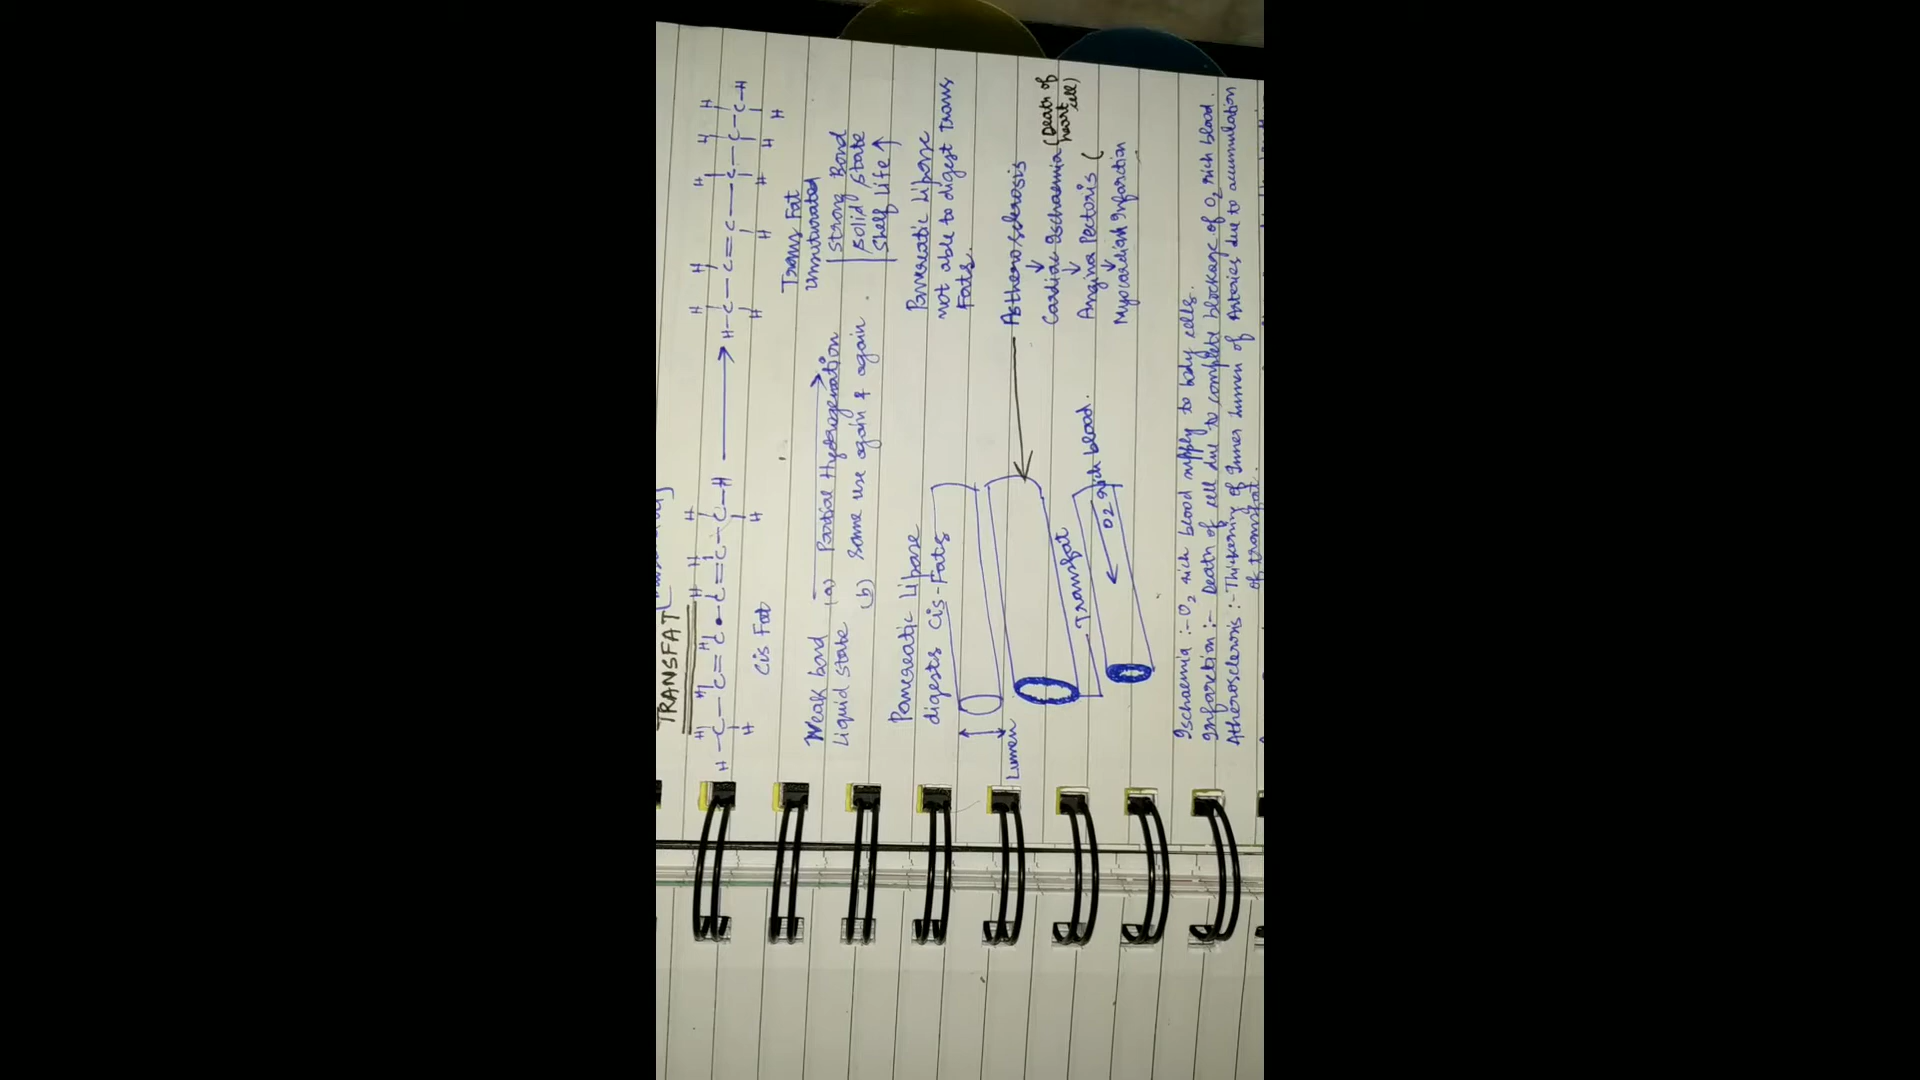 TRANSFAT
H H H H H H
H-C-C=C-C=C-C-H
H H
H H H H H
H-C-C=C-C-C-C-H
H H H H H
Cis Fat
Trans Fat
Unsaturated
Weak bond
Liquid state
(a) Partial Hydrogenation
(b) Same use again & again
Strong Bond
Solid State
Shelf Life ↑
Pancreatic Lipase
digests Cis-Fats
Pancreatic Lipase
not able to digest Trans
Fats.
Lumen
Transfat
O2 rich blood.
Astherosclerosis
Cardiac Ischaemia (Death of
heart cell)
Angina Pectoris (
Myocardial Infarction
Ischaemia :- O2 rich blood supply to body cells.
Infarction :- Death of cell due to complete blockage of O2 rich blood.
Atherosclerosis :- Thickening of Inner Lumen of Arteries due to accumulation
of transfat.